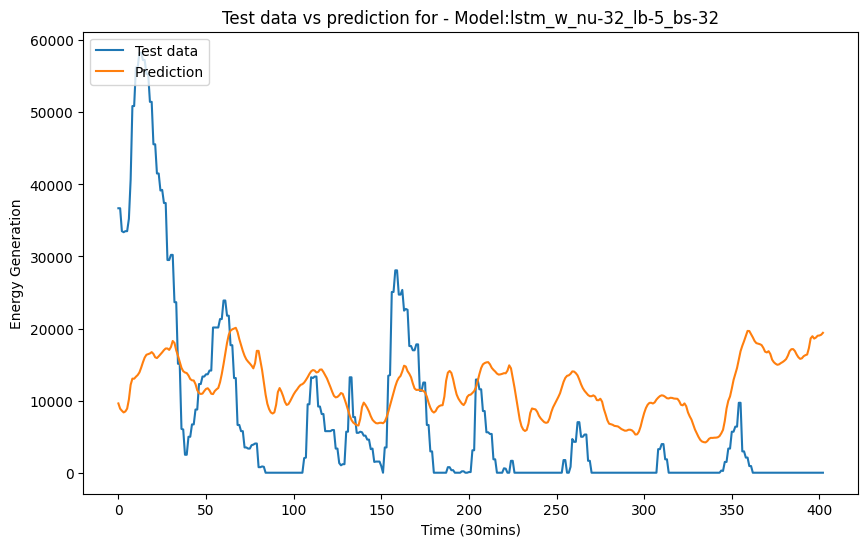 Test data vs prediction for - Model:lstm_w_nu-32_lb-5_bs-32
Test data
Prediction
Energy Generation
60000
50000
40000
30000
20000
10000
0
0 50 100 150 200 250 300 350 400
Time (30mins)